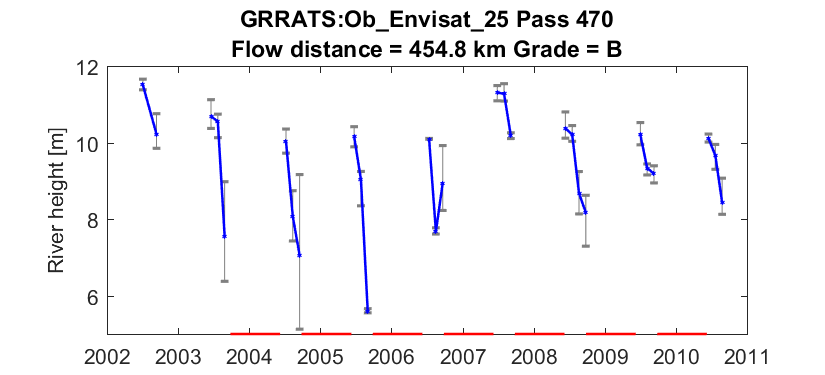 GRRATS:Ob_Envisat_25 Pass 470
Flow distance = 454.8 km Grade = B
River height [m]
12
10
8
6
2002 2003 2004 2005 2006 2007 2008 2009 2010 2011